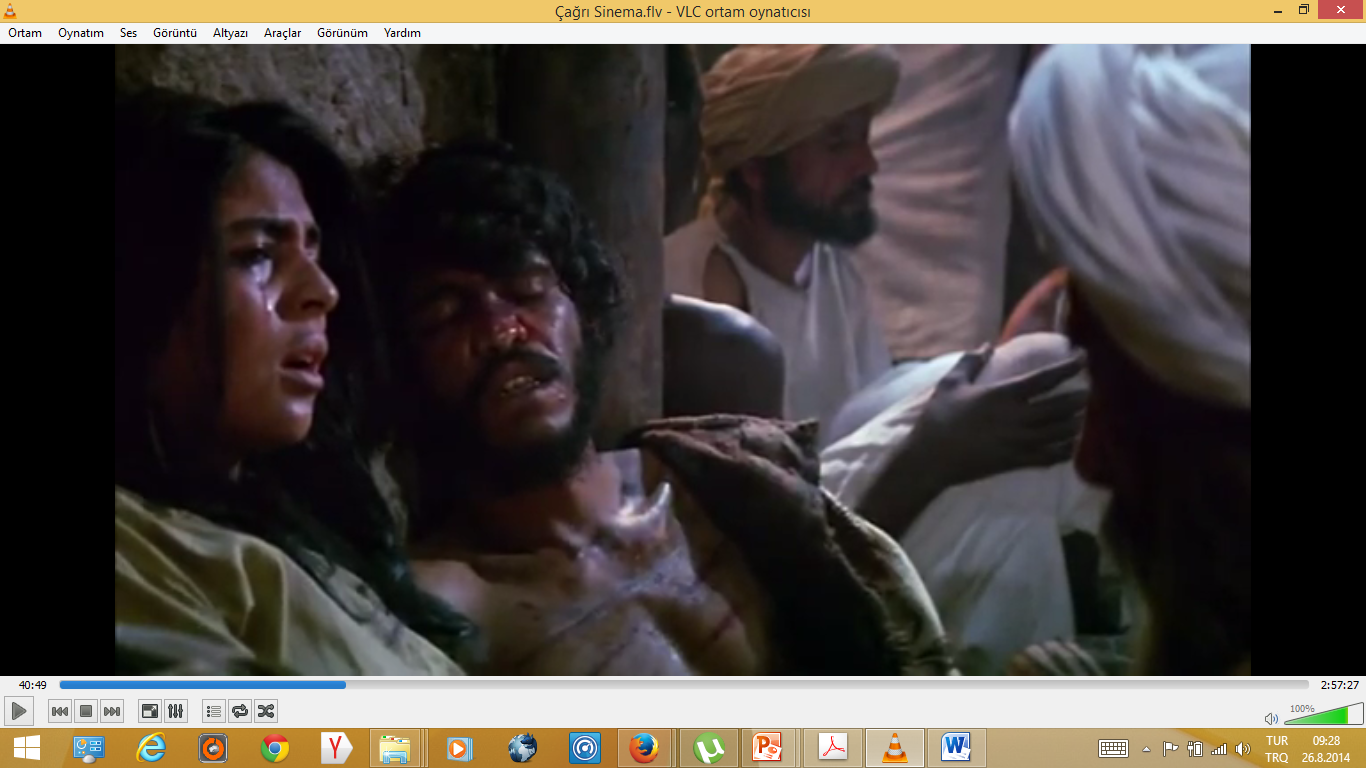 Çağrı Sinema.flv - VLC ortam oynatıcısı
Ortam Oynatım Ses Görüntü Altyazı Araçlar Görünüm Yardım
40:49 2:57:27
100%
TUR 09:28
TRQ 26.8.2014